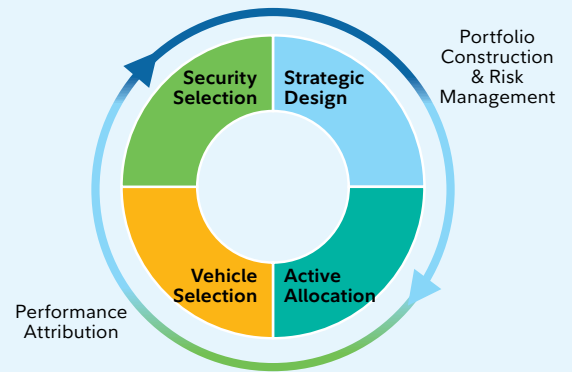 Portfolio
Construction
& Risk
Management
Security
Selection
Strategic
Design
Vehicle
Selection
Active
Allocation
Performance
Attribution